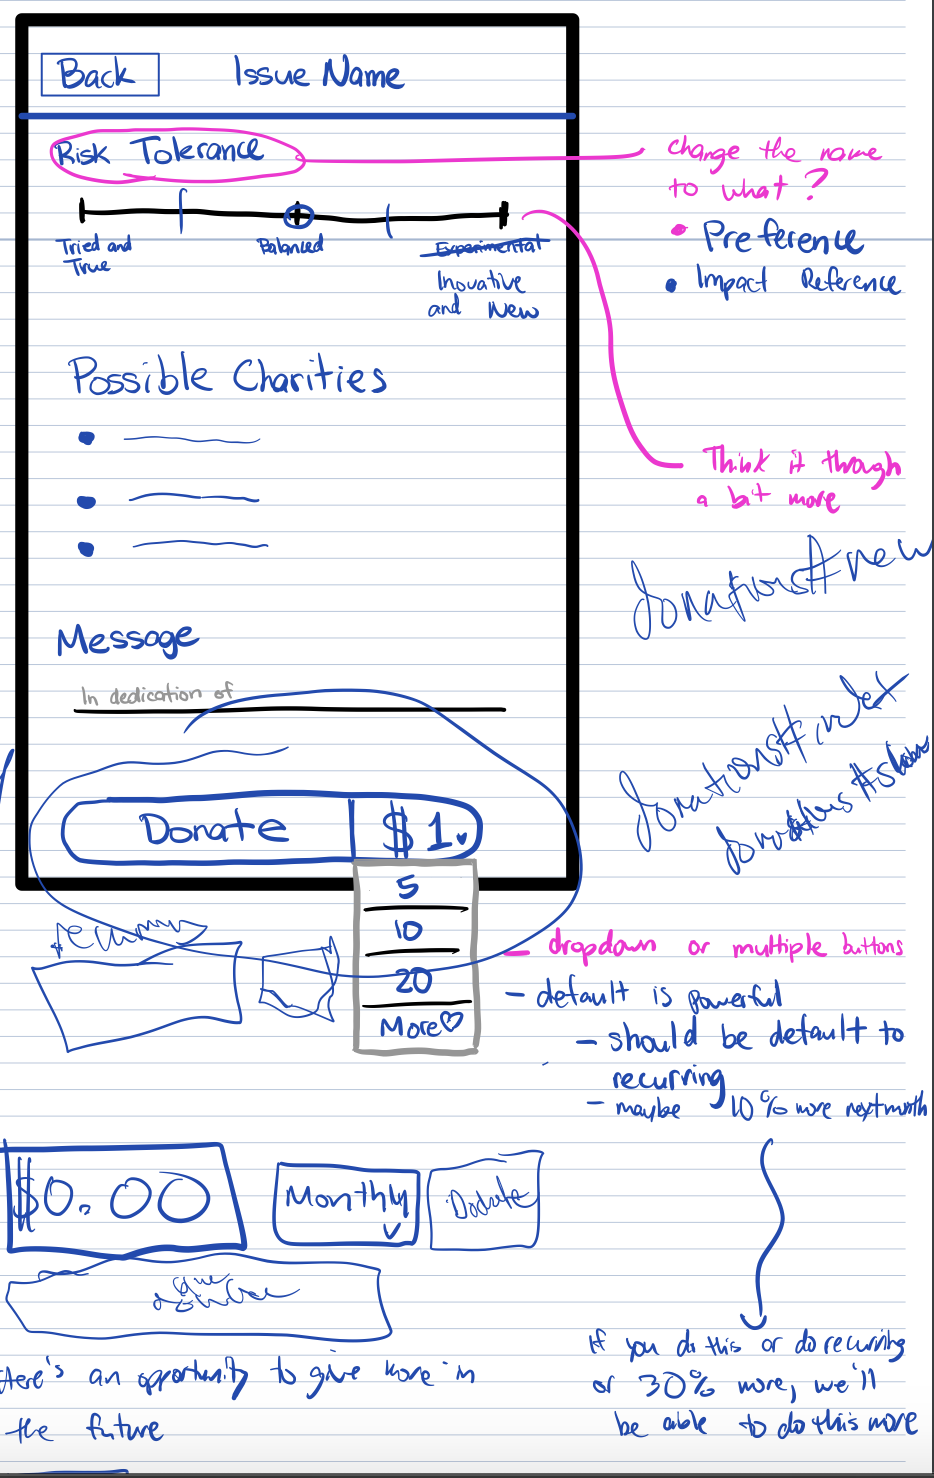 Back
Issue Name
Risk Tolerance
Tried and
True
Balanced
Experimental
Inovative
and New
change the name
to what?
Preference
Impact Reference
Possible Charities
Think it through
a bit more
donations#new
Message
In dedication of
donations#
donations#show
Donate $1
5
10
20
More
dropdown or multiple buttons
- default is powerful
- should be default to
recurring
- maybe 10% more next month
$0.00
Monthly
Donate
If you do this or do recurring
or 30% more, we'll
be able to do this more
there's an opportunity to give more in
the future